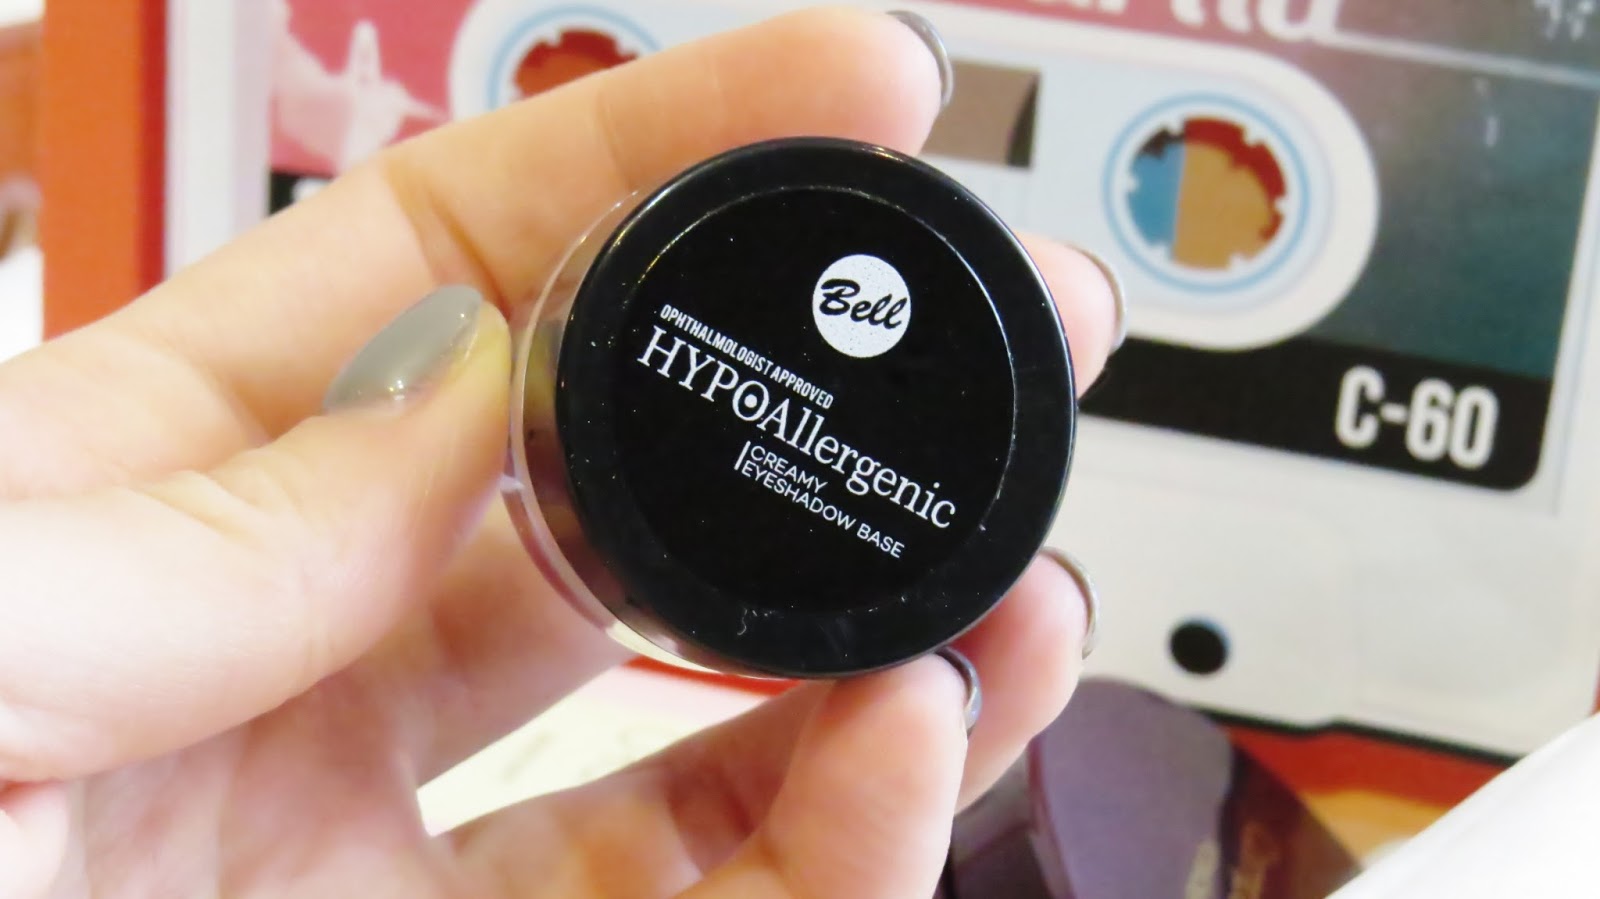 Bell
OPHTHALMOLOGIST APPROVED
HYPOAllergenic
CREAMY
EYESHADOW BASE
C-60